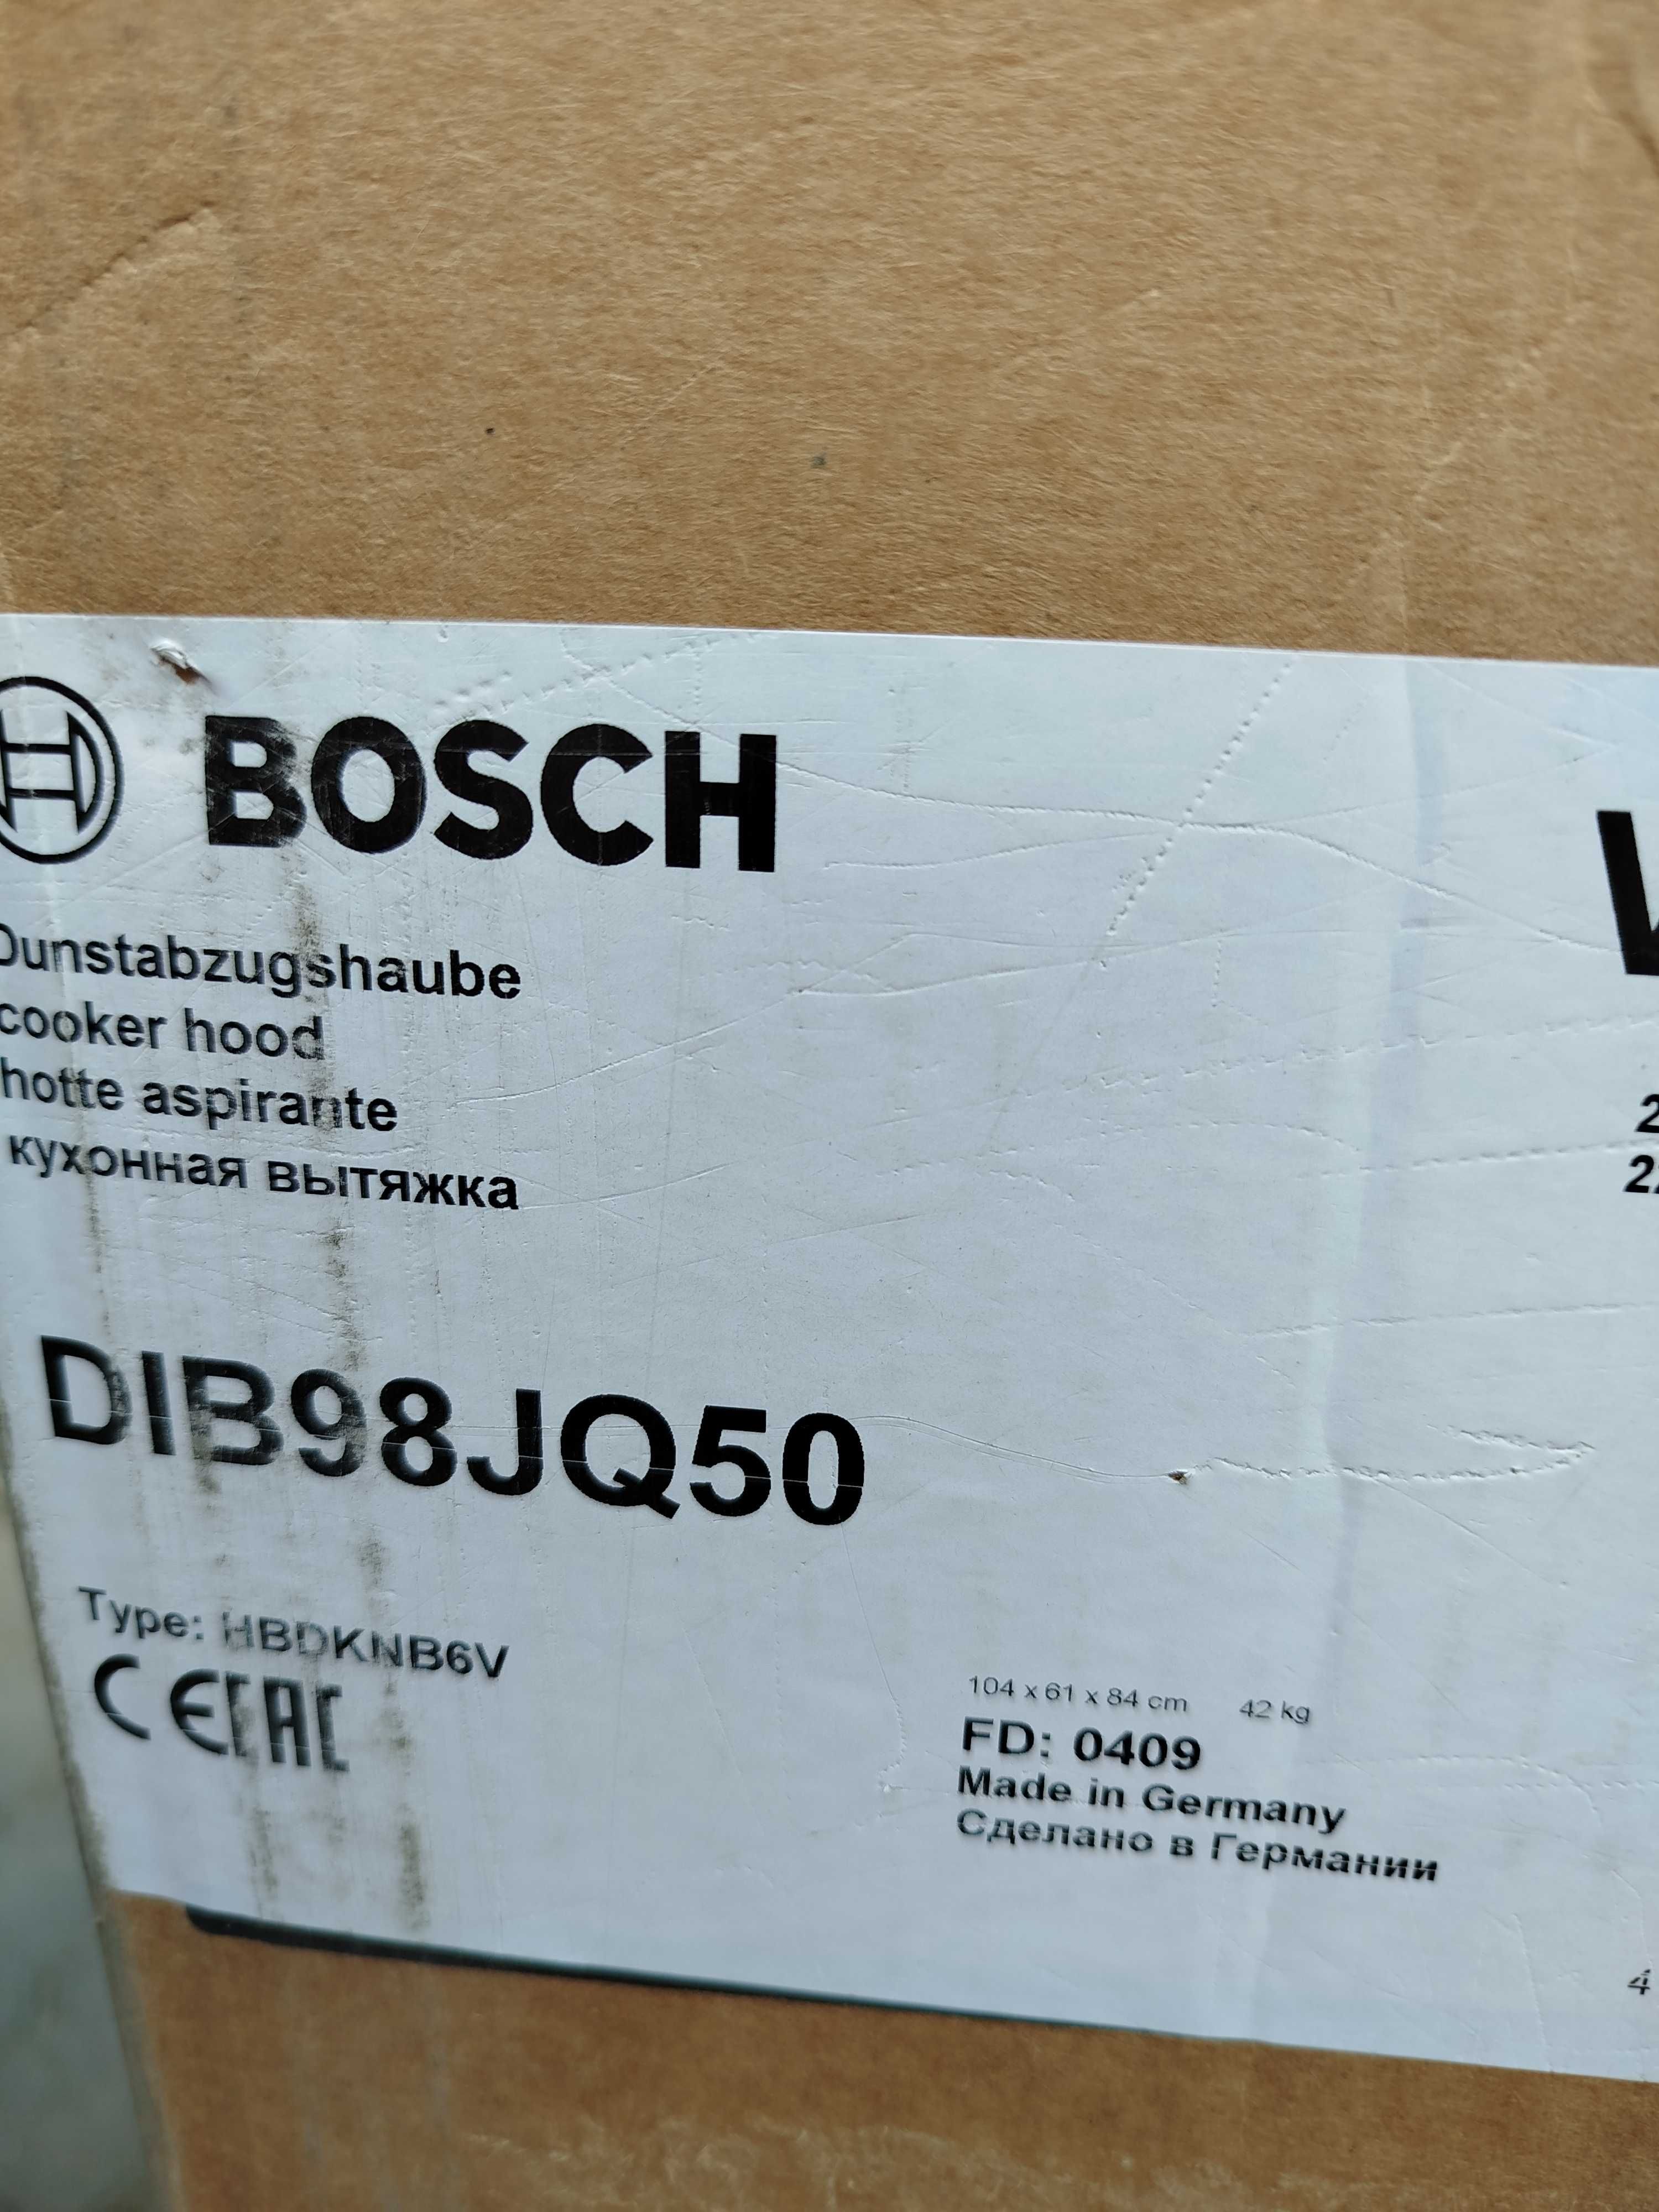 BOSCH
Dunstabzugshaube
cooker hood
hotte aspirante
кухонная вытяжка
DIB98JQ50
Type: HBDKNB6V
CE EAC
104 x 61 x 84 cm 42 kg
FD: 0409
Made in Germany
Сделано в Германии
4